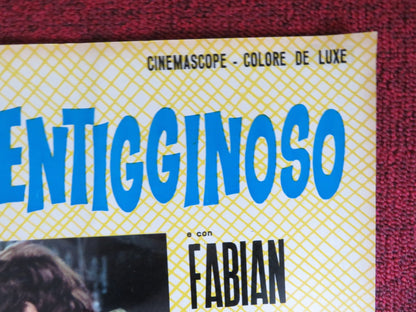 CINEMASCOPE - COLORE DE LUXE
ENTIGGINOSO
e con
FABIAN